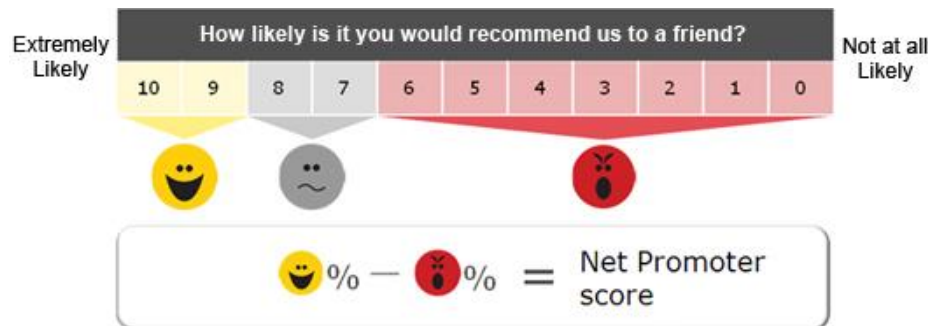 How likely is it you would recommend us to a friend?
Extremely
Likely
Not at all
Likely
10 9 8 7 6 5 4 3 2 1 0
% — % = Net Promoter
score